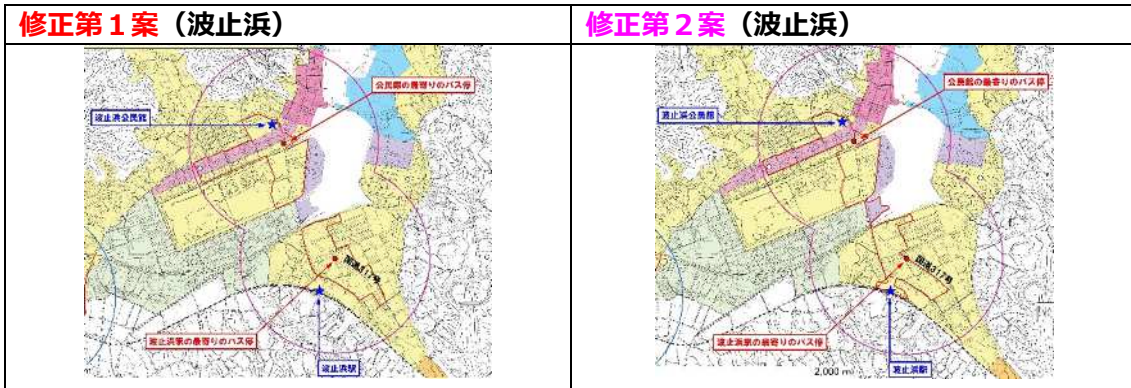 修正第1案（波止浜）
修正第2案（波止浜）
公民館の最寄りのバス停
波止浜公民館
国道317号
波止浜駅の最寄りのバス停
波止浜駅
公民館の最寄りのバス停
波止浜公民館
国道317号
波止浜駅の最寄りのバス停
波止浜駅
2,000 m